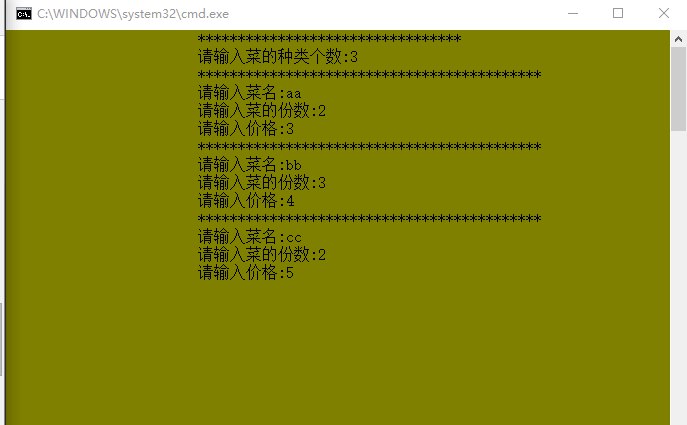 C:\WINDOWS\system32\cmd.exe
*********************************
请输入菜的种类个数:3
*******************************************
请输入菜名:aa
请输入菜的份数:2
请输入价格:3
*******************************************
请输入菜名:bb
请输入菜的份数:3
请输入价格:4
*******************************************
请输入菜名:cc
请输入菜的份数:2
请输入价格:5